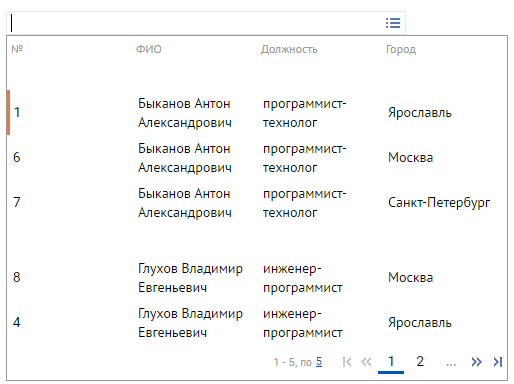 № ФИО Должность Город
1 Быканов Антон Александрович программист-технолог Ярославль
6 Быканов Антон Александрович программист-технолог Москва
7 Быканов Антон Александрович программист-технолог Санкт-Петербург
8 Глухов Владимир Евгеньевич инженер-программист Москва
4 Глухов Владимир Евгеньевич инженер-программист Ярославль
1 - 5, по 5 1 2 ...